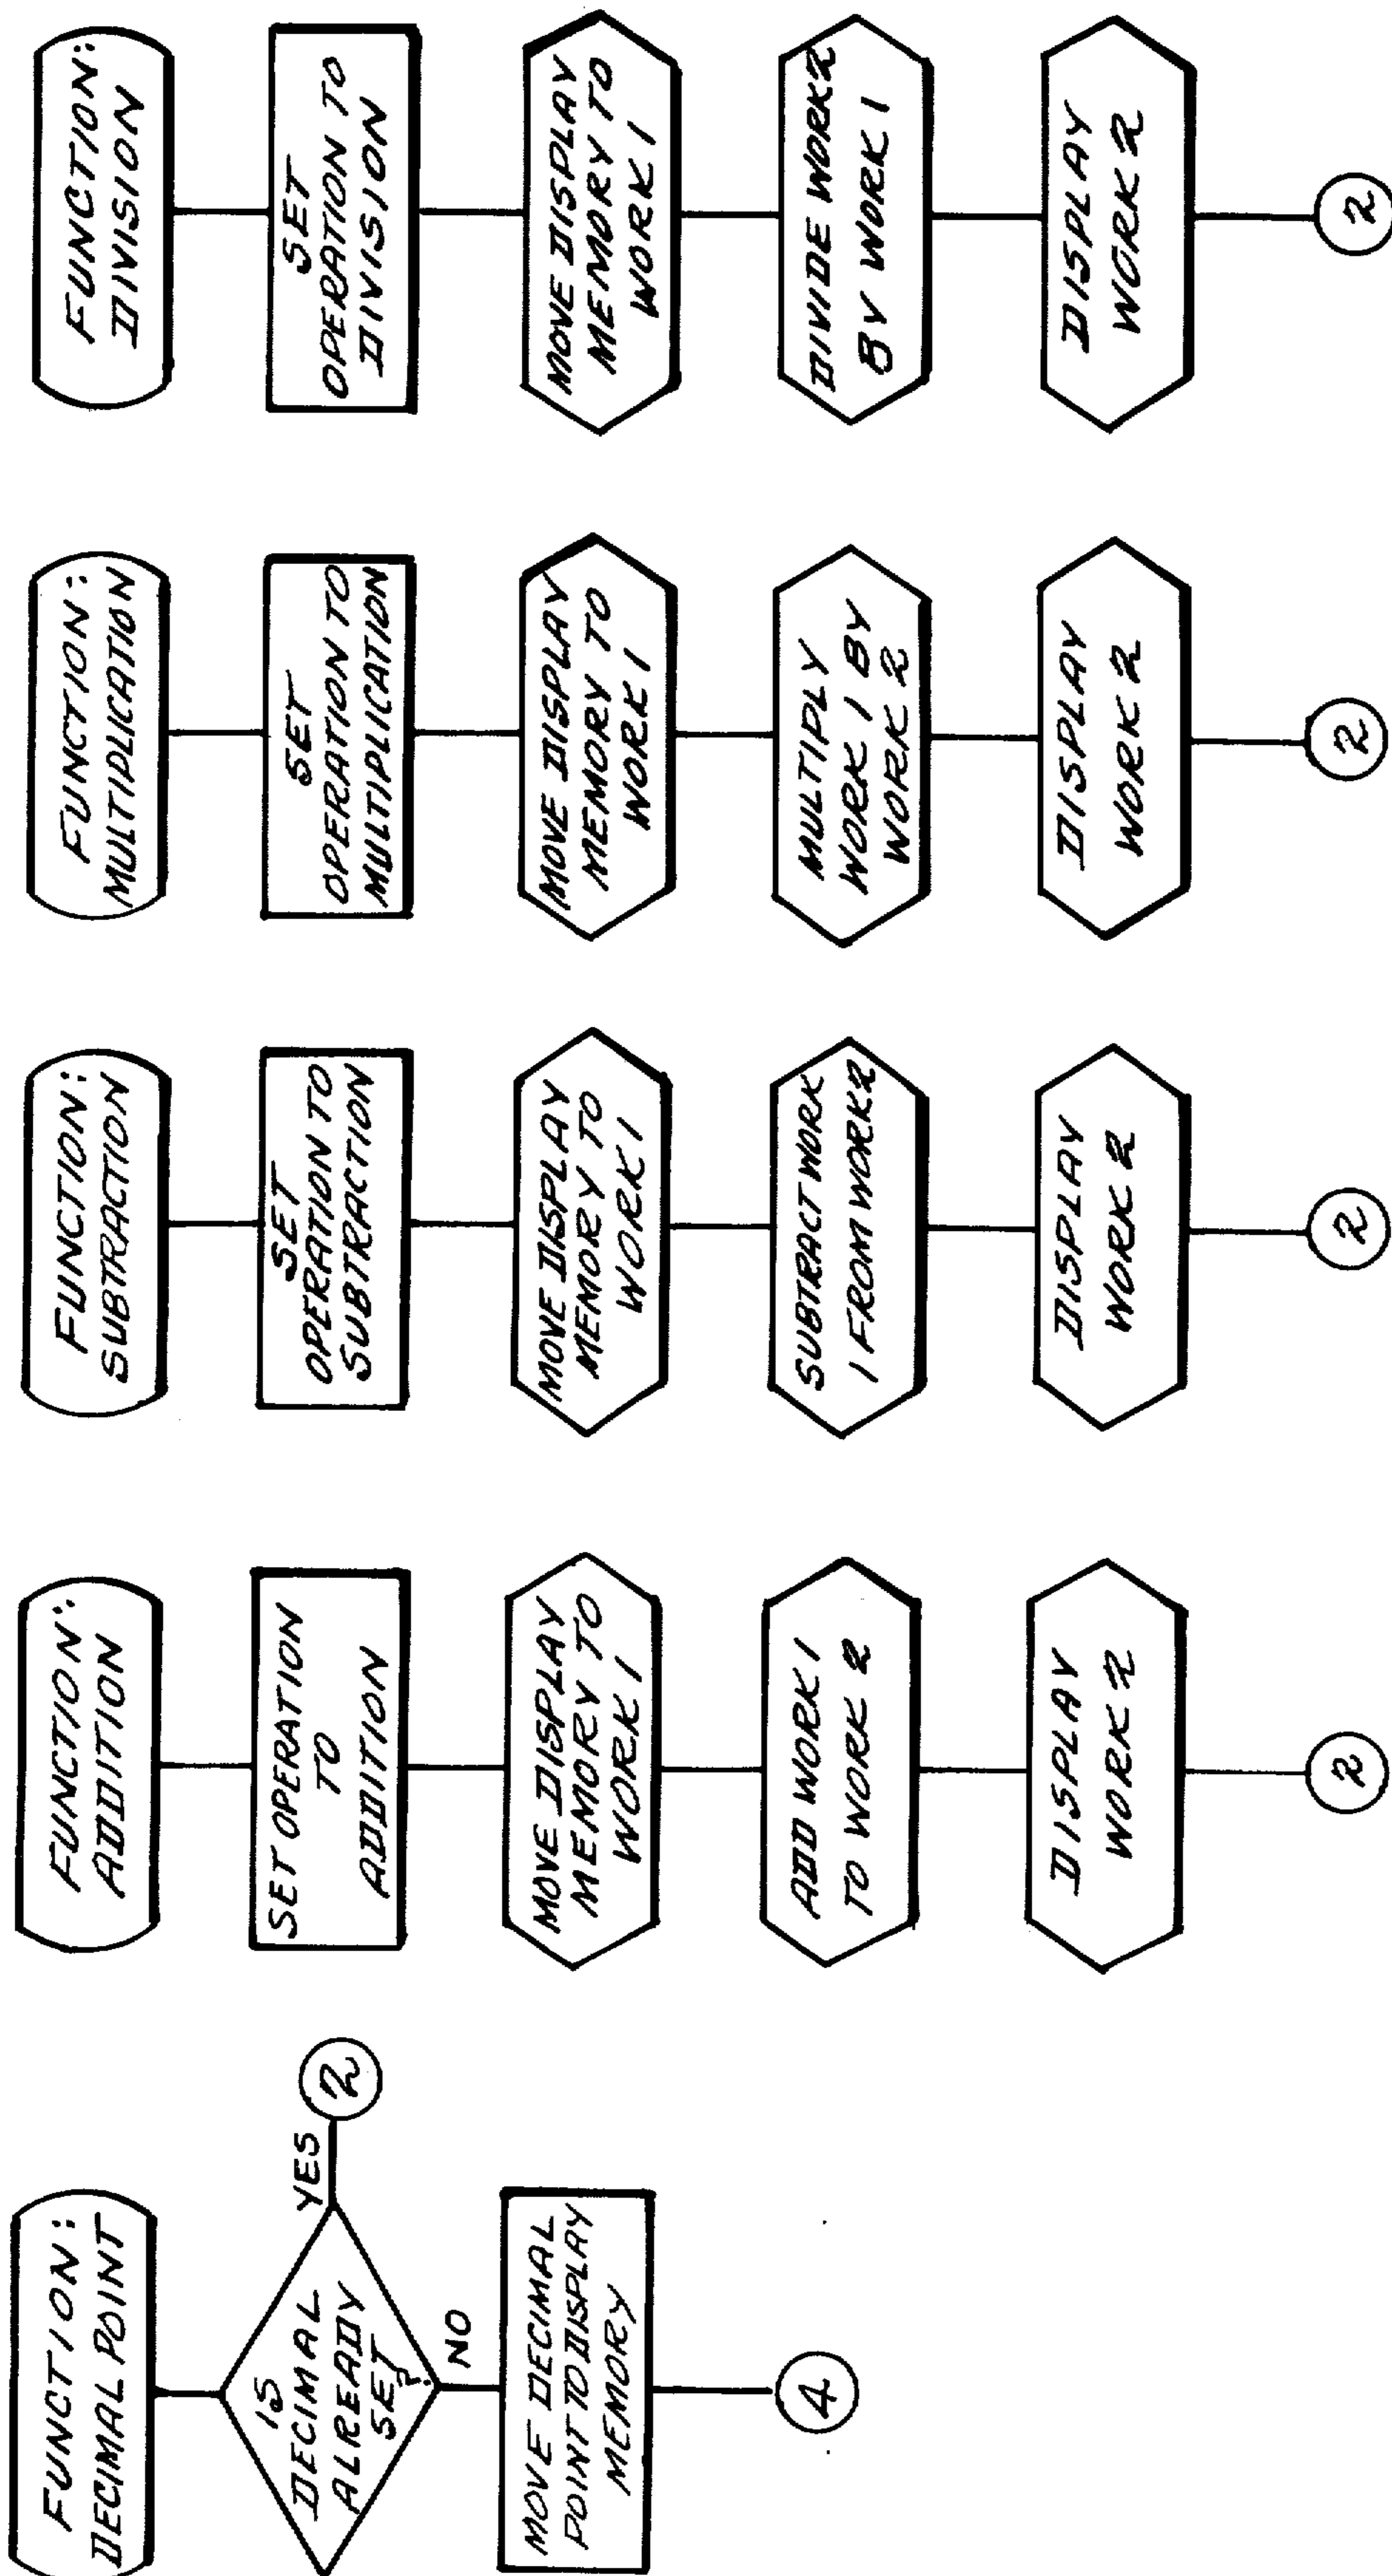 FUNCTION:
DECIMAL POINT
IS
DECIMAL
ALREADY
SET
?
YES
2
NO
MOVE DECIMAL
POINT TO DISPLAY
MEMORY
4
FUNCTION:
ADDITION
SET OPERATION
TO
ADDITION
MOVE DISPLAY
MEMORY TO
WORK 1
ADD WORK 1
TO WORK 2
DISPLAY
WORK 2
2
FUNCTION:
SUBTRACTION
SET
OPERATION TO
SUBTRACTION
MOVE DISPLAY
MEMORY TO
WORK 1
SUBTRACT WORK
1 FROM WORK 2
DISPLAY
WORK 2
2
FUNCTION:
MULTIPLICATION
SET
OPERATION TO
MULTIPLICATION
MOVE DISPLAY
MEMORY TO
WORK 1
MULTIPLY
WORK 1 BY
WORK 2
DISPLAY
WORK 2
2
FUNCTION:
DIVISION
SET
OPERATION TO
DIVISION
MOVE DISPLAY
MEMORY TO
WORK 1
DIVIDE WORK 2
BY WORK 1
DISPLAY
WORK 2
2